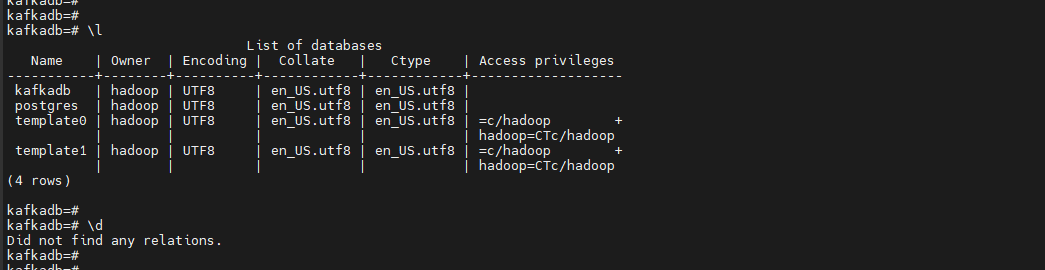 kafkadb=#
kafkadb=#
kafkadb=# \l
                              List of databases
   Name    | Owner  | Encoding |  Collate   |   Ctype    | Access privileges
-----------+--------+----------+------------+------------+-------------------
 kafkadb   | hadoop | UTF8     | en_US.utf8 | en_US.utf8 |
 postgres  | hadoop | UTF8     | en_US.utf8 | en_US.utf8 |
 template0 | hadoop | UTF8     | en_US.utf8 | en_US.utf8 | =c/hadoop        +
           |        |          |            |            | hadoop=CTc/hadoop
 template1 | hadoop | UTF8     | en_US.utf8 | en_US.utf8 | =c/hadoop        +
           |        |          |            |            | hadoop=CTc/hadoop
(4 rows)

kafkadb=#
kafkadb=# \d
Did not find any relations.
kafkadb=#
kafkadb=#